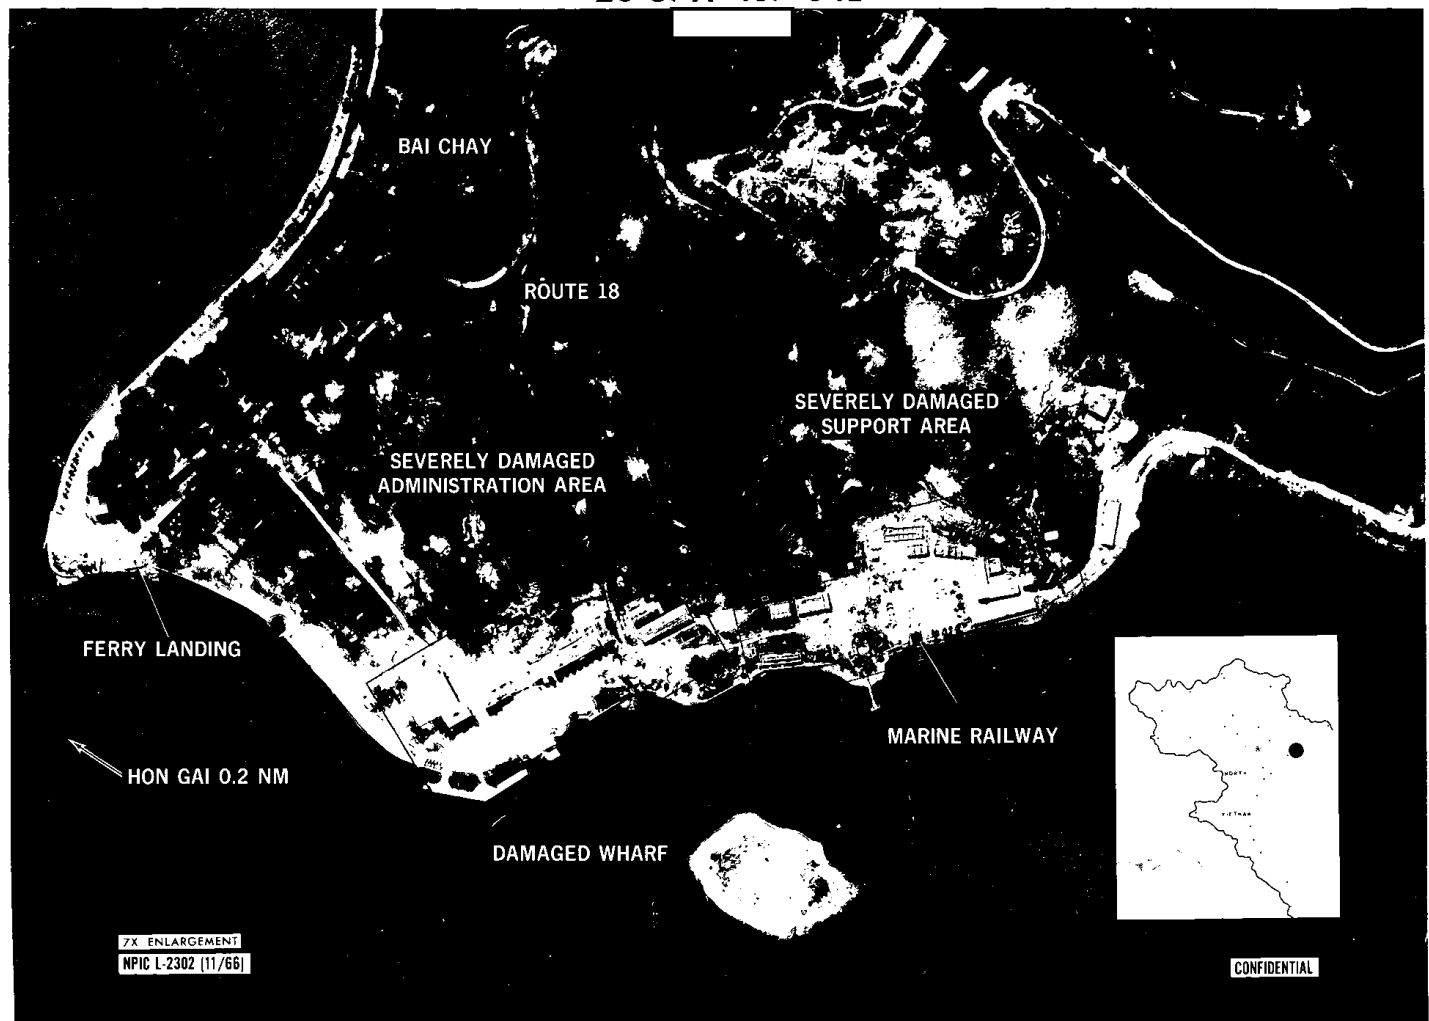 BAI CHAY
ROUTE 18
SEVERELY DAMAGED
SUPPORT AREA
SEVERELY DAMAGED
ADMINISTRATION AREA
FERRY LANDING
MARINE RAILWAY
HON GAI 0.2 NM
NORTH
VIETNAM
DAMAGED WHARF
7X ENLARGEMENT
NPIC L-2302 (11/66)
CONFIDENTIAL